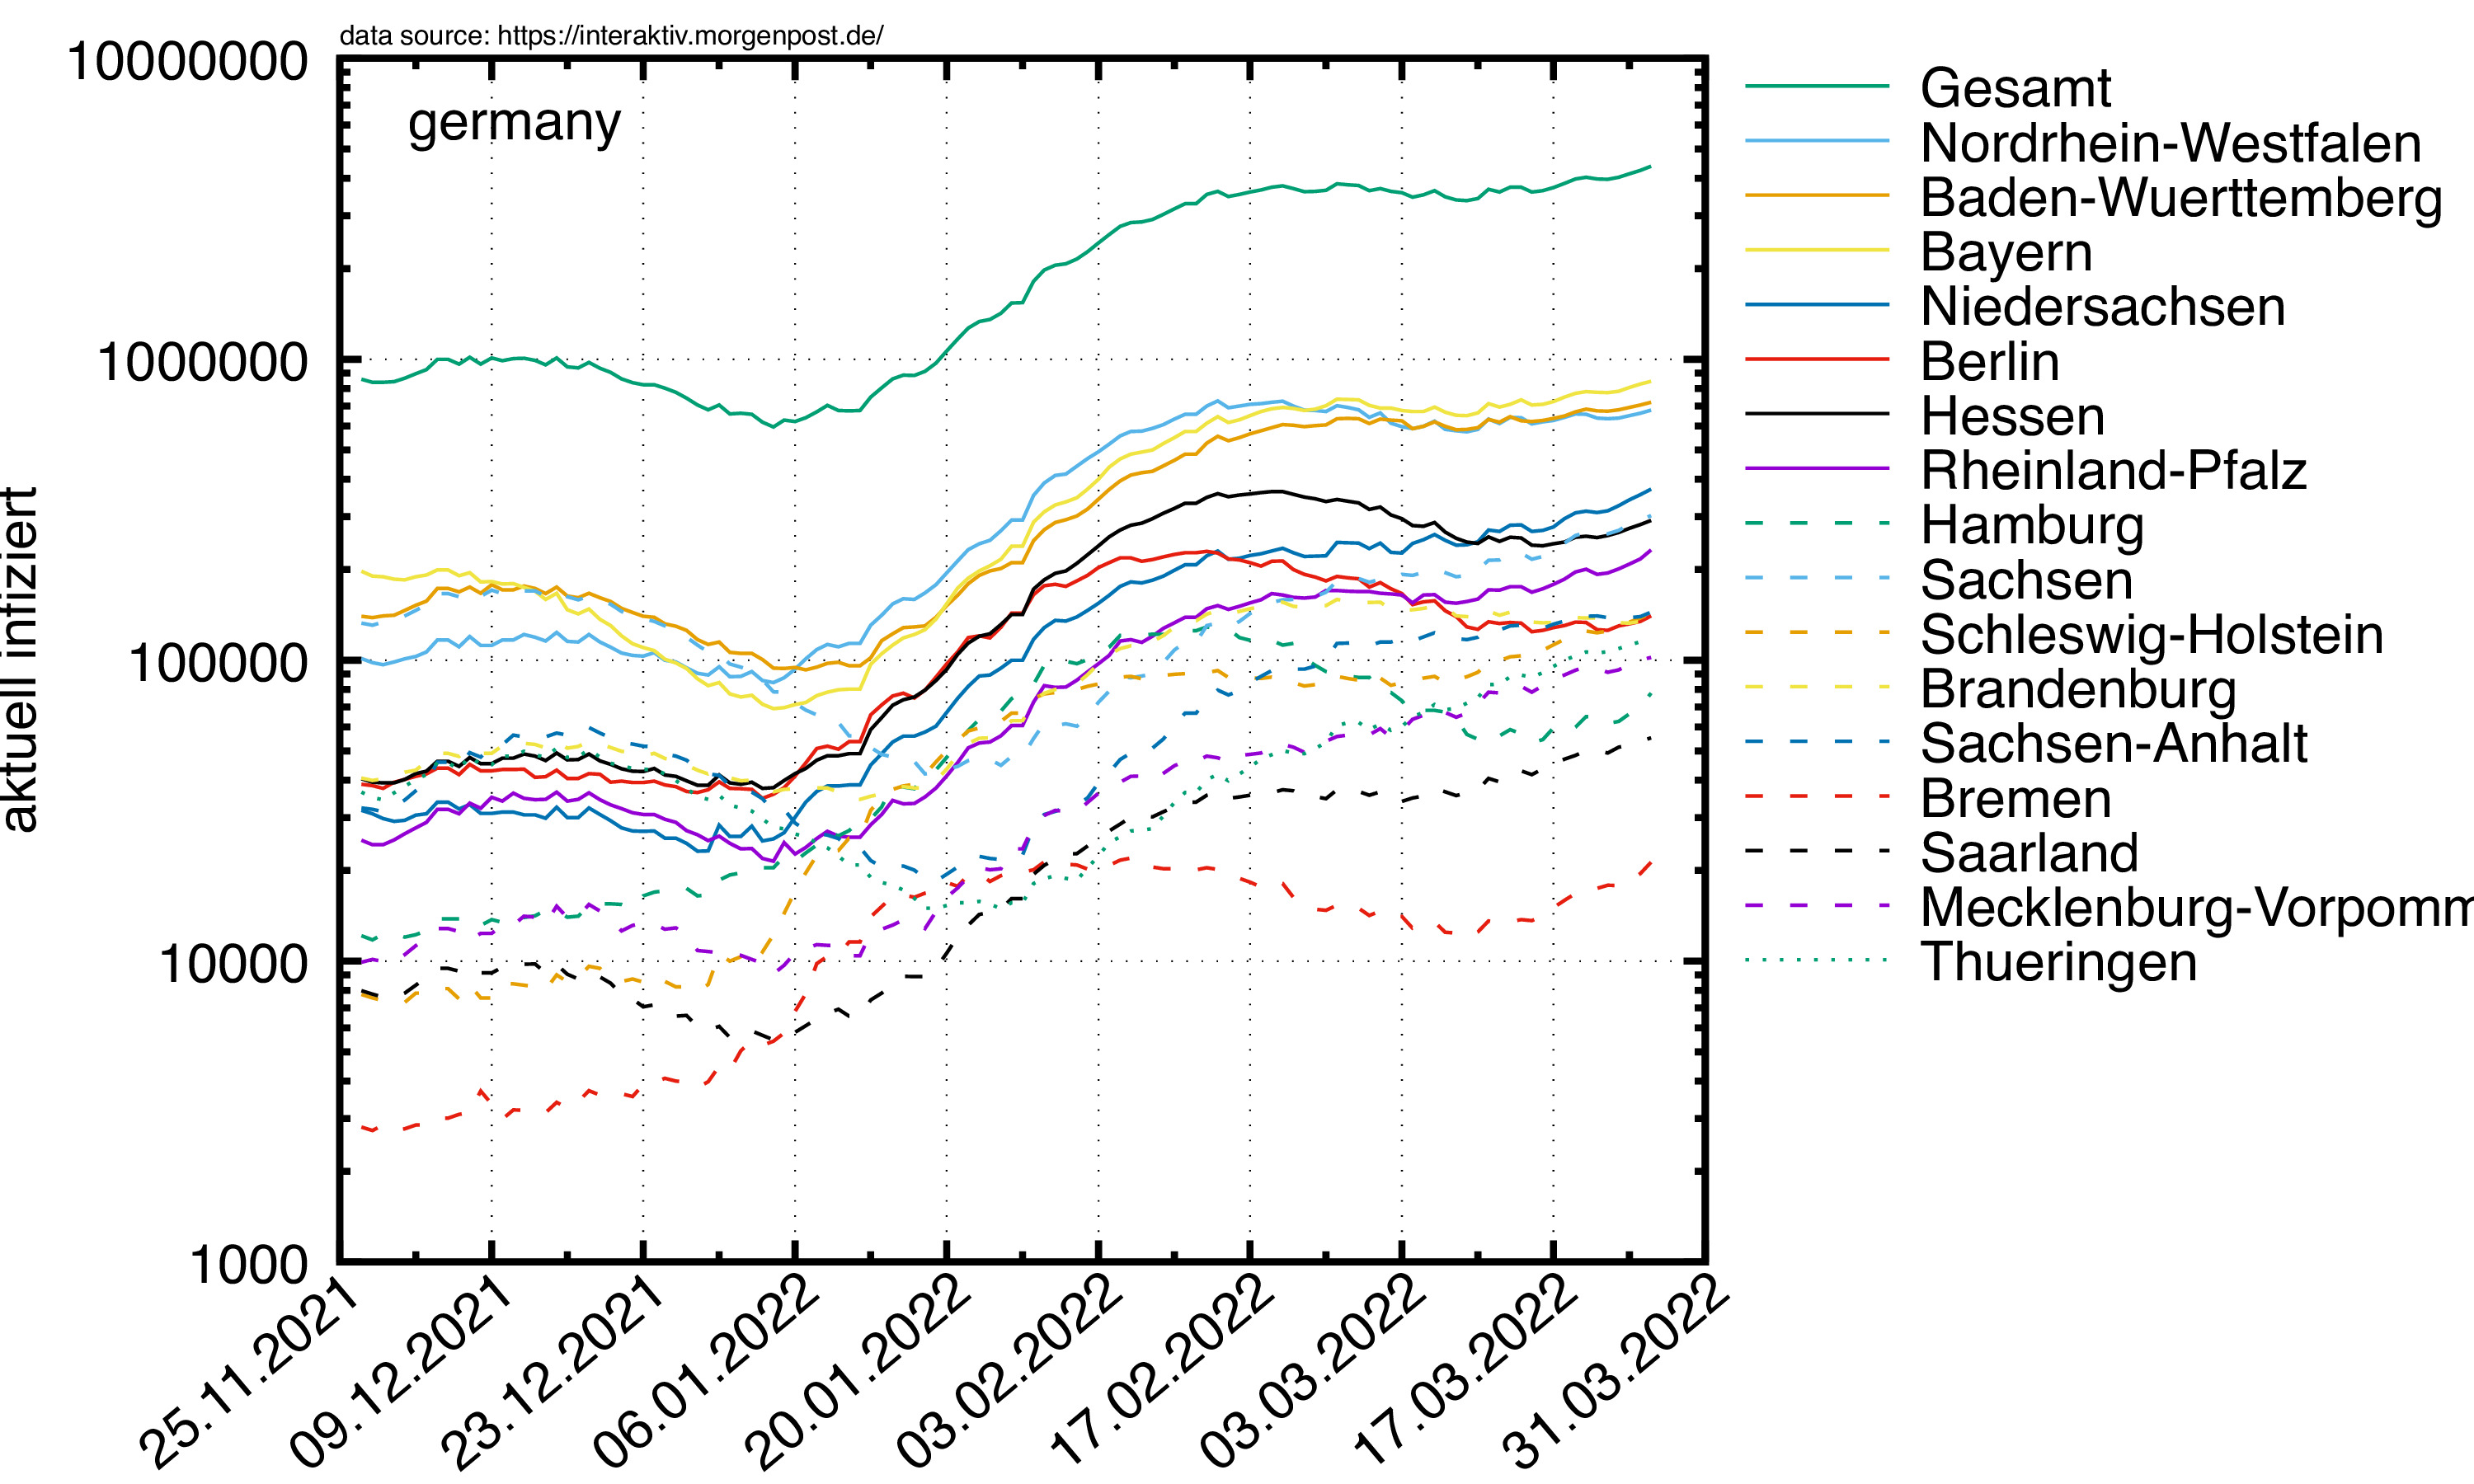 data source: https://interaktiv.morgenpost.de/
germany
aktuell infiziert
10000000
1000000
100000
10000
1000
25.11.2021
09.12.2021
23.12.2021
06.01.2022
20.01.2022
03.02.2022
17.02.2022
03.03.2022
17.03.2022
31.03.2022
Gesamt
Nordrhein-Westfalen
Baden-Wuerttemberg
Bayern
Niedersachsen
Berlin
Hessen
Rheinland-Pfalz
Hamburg
Sachsen
Schleswig-Holstein
Brandenburg
Sachsen-Anhalt
Bremen
Saarland
Mecklenburg-Vorpomm
Thueringen